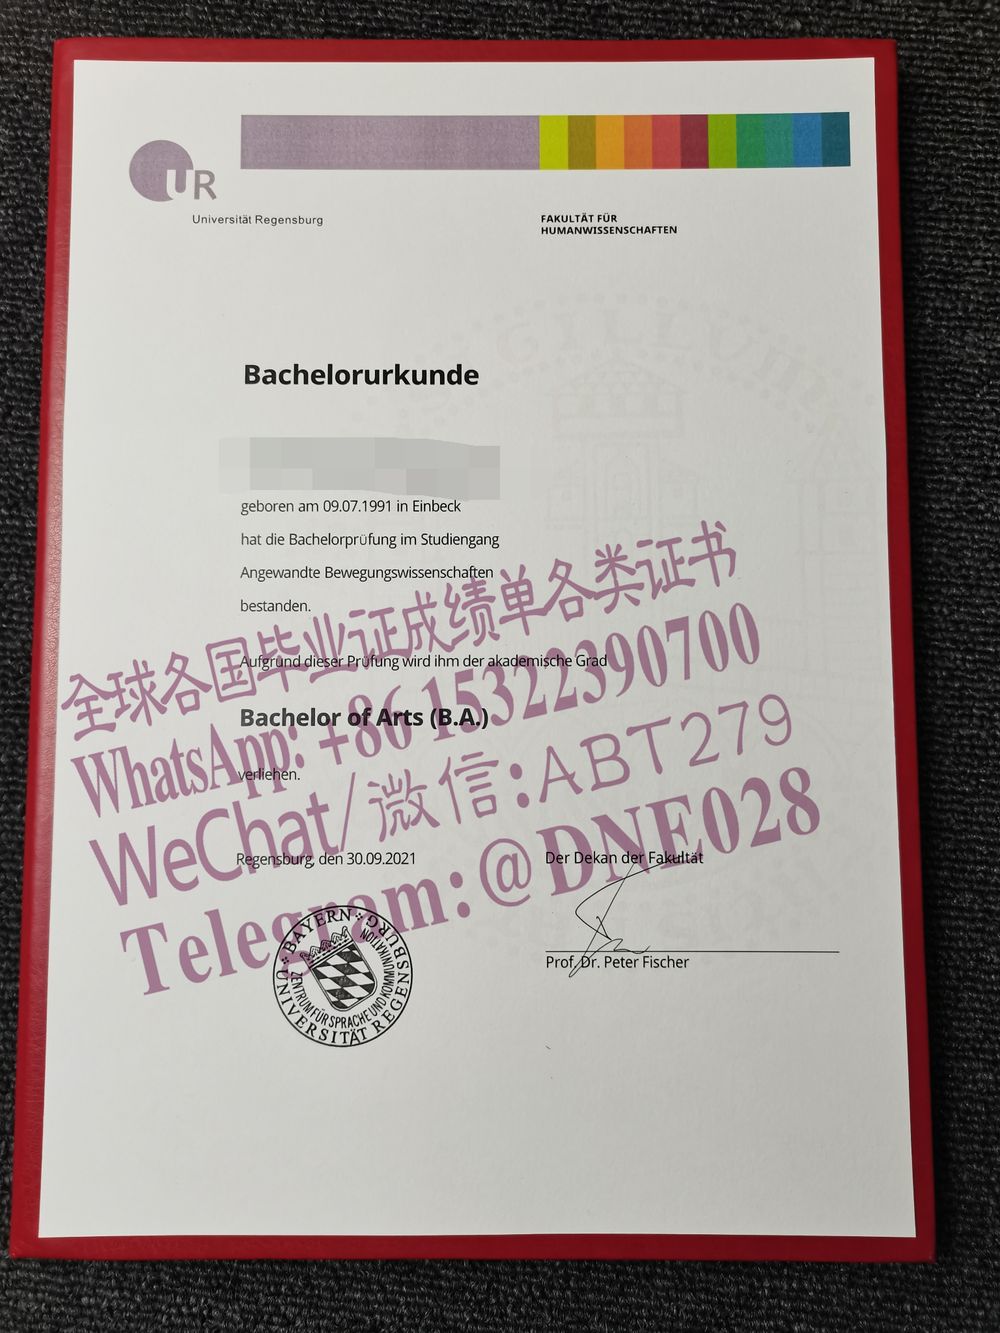 UR
Universität Regensburg
FAKULTÄT FÜR
HUMANWISSENSCHAFTEN
Bachelorurkunde
geboren am 09.07.1991 in Einbeck
hat die Bachelorprüfung im Studiengang
Angewandte Bewegungswissenschaften
bestanden.
全球各国毕业证成绩单各类证书
Aufgrund dieser Prüfung wird ihm der akademische Grad
WhatsApp: +86 15322390700
Bachelor of Arts (B.A.)
verliehen.
WeChat/微信:ABT279
Regensburg, den 30.09.2021
Der Dekan der Fakultät
Telegram:@DNE028
Prof. Dr. Peter Fischer
BAYERN
UNIVERSITÄT REGENSBURG
ZENTRUM FÜR SPRACHE UND KOMMUNIKATION